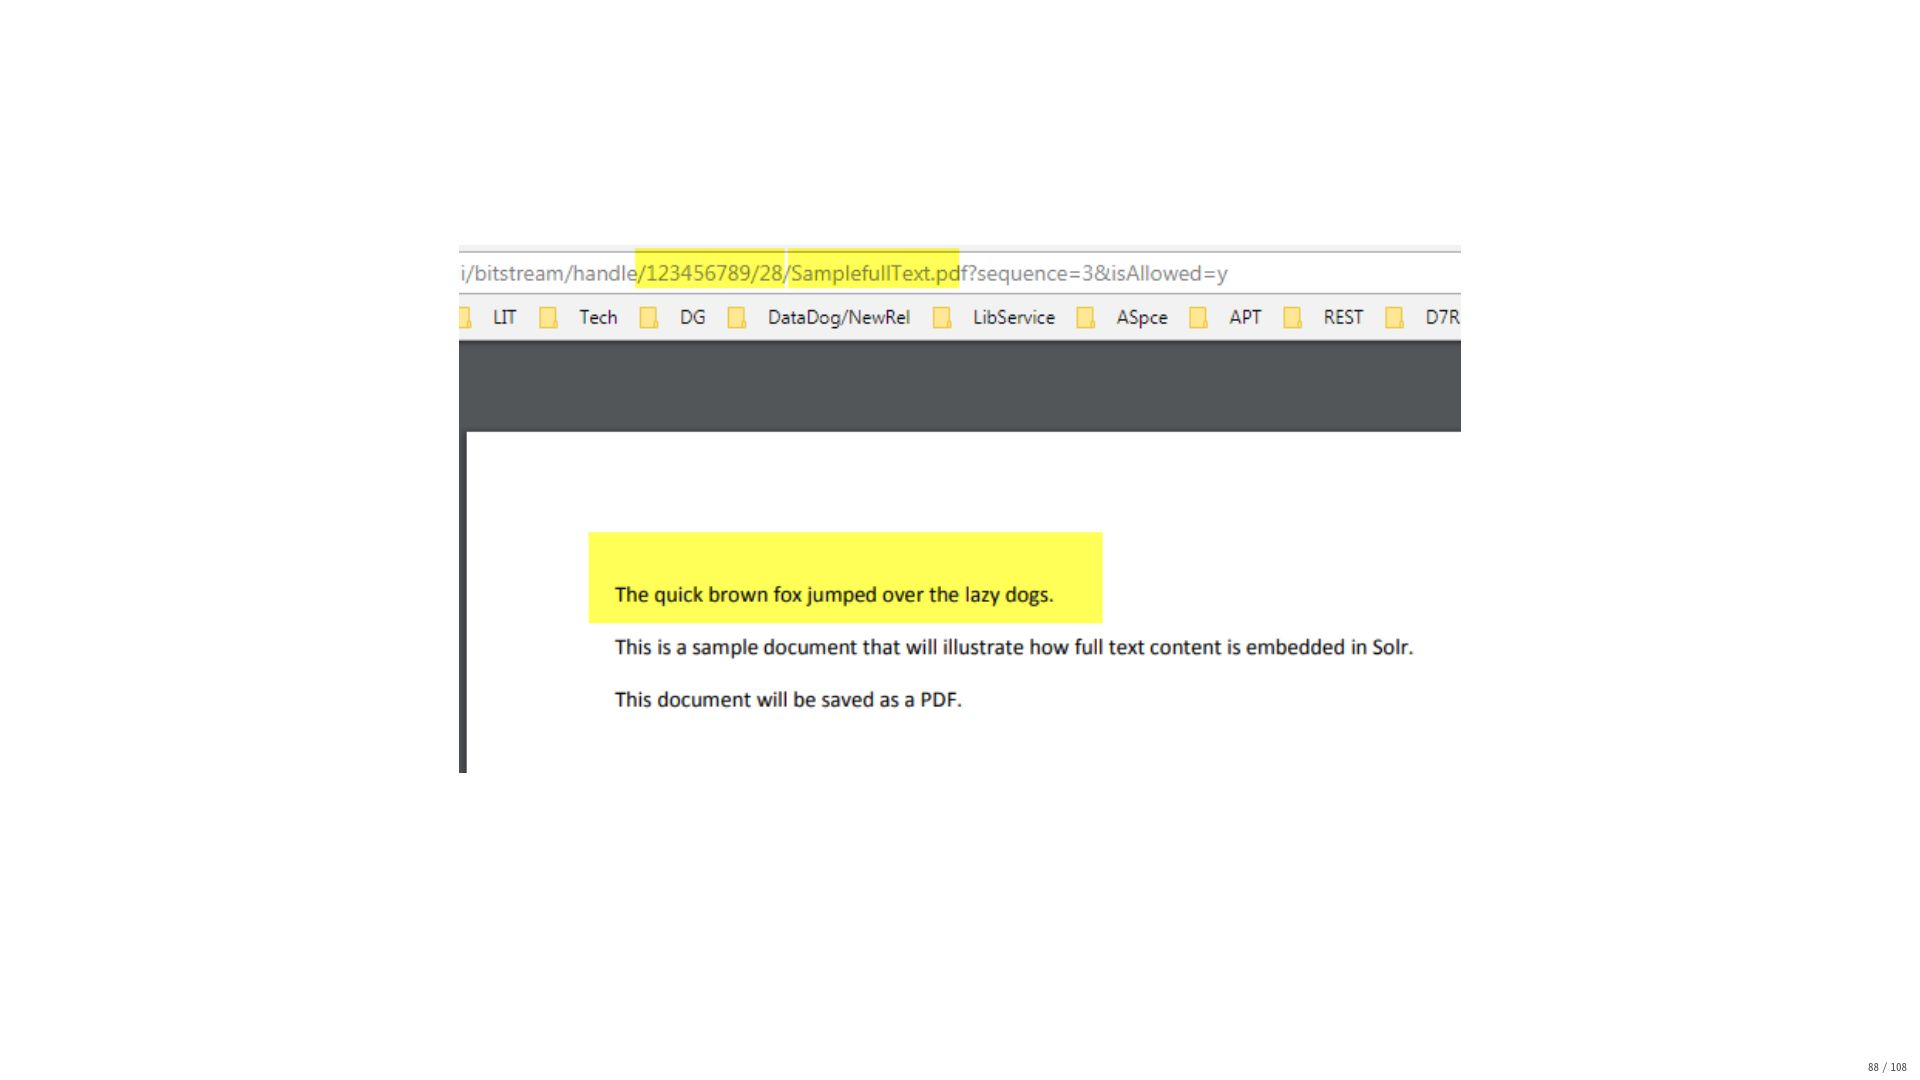 i/bitstream/handle/123456789/28/SamplefullText.pdf?sequence=3&isAllowed=y
LIT Tech DG DataDog/NewRel LibService ASpce APT REST D7R
The quick brown fox jumped over the lazy dogs.
This is a sample document that will illustrate how full text content is embedded in Solr.
This document will be saved as a PDF.
88 / 108